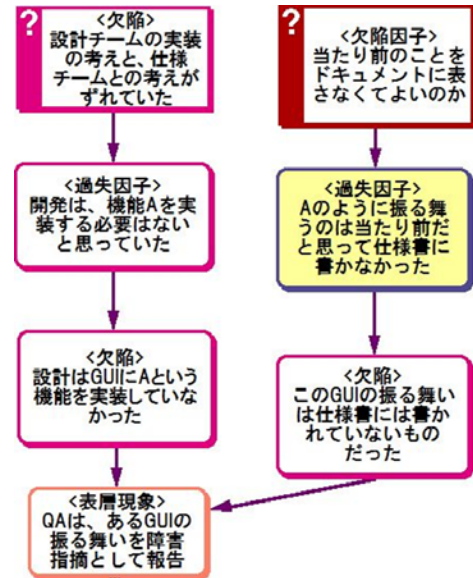 ?
<欠陥>
設計チームの実装
の考えと、仕様
チームとの考えが
ずれていた
?
<欠陥因子>
当たり前のことを
ドキュメントに表
さなくてよいのか
<過失因子>
開発は、機能Aを実
装する必要はない
と思っていた
<過失因子>
Aのように振る舞
うのは当たり前だ
と思って仕様書に
書かなかった
<欠陥>
設計はGUIにAという
機能を実装していな
かった
<欠陥>
このGUIの振る舞い
は仕様書には書か
れていないもの
だった
<表層現象>
QAは、あるGUIの
振る舞いを障害
指摘として報告